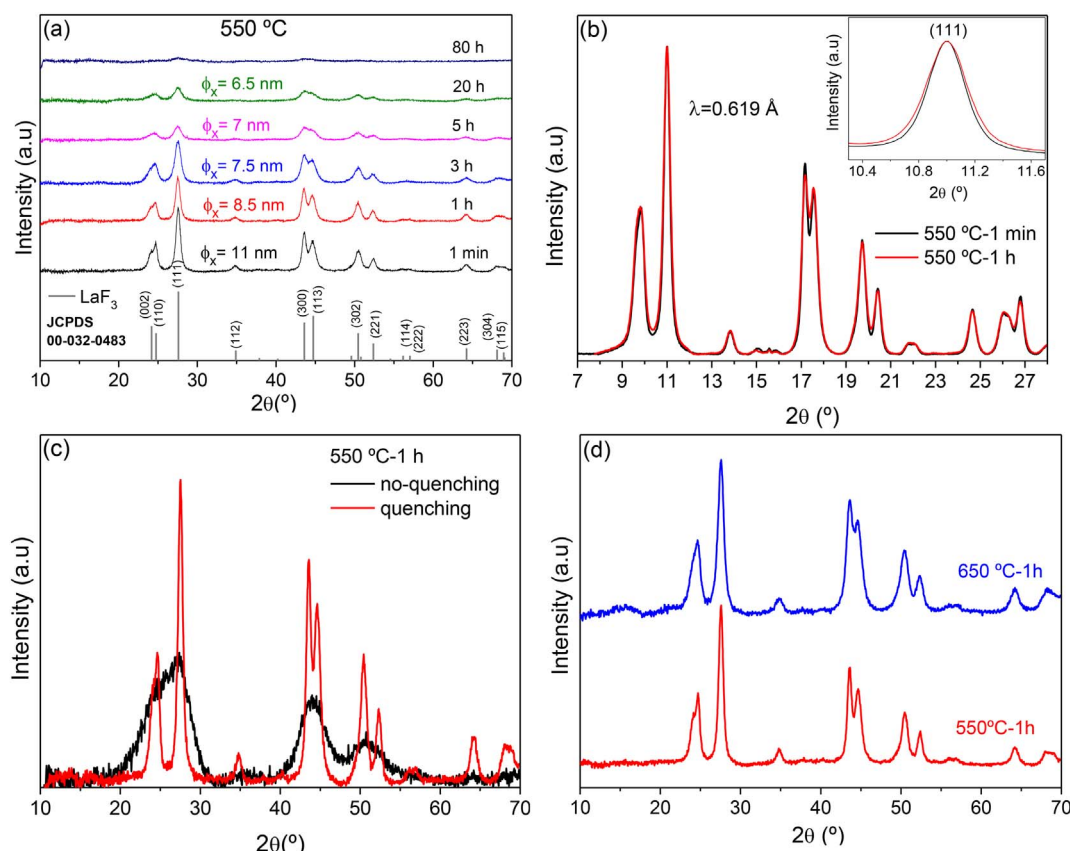 (a)
550 ºC
80 h
20 h
ϕx= 6.5 nm
5 h
ϕx= 7 nm
3 h
ϕx= 7.5 nm
1 h
ϕx= 8.5 nm
1 min
ϕx= 11 nm
LaF3
JCPDS
00-032-0483
(002)
(110)
(111)
(112)
(300)
(113)
(302)
(221)
(114)
(222)
(223)
(304)
(115)
10 20 30 40 50 60 70
2θ(º)
Intensity (a.u)
(b)
λ=0.619 Å
(111)
Intensity (a.u)
10.4 10.8 11.2 11.6
2θ (º)
550 ºC-1 min
550 ºC-1 h
7 9 11 13 15 17 19 21 23 25 27
2θ (º)
Intensity (a.u)
(c)
550 ºC-1 h
no-quenching
quenching
10 20 30 40 50 60 70
2θ(º)
Intensity (a.u)
(d)
650 ºC-1h
550ºC-1h
10 20 30 40 50 60 70
2θ(º)
Intensity (a.u)